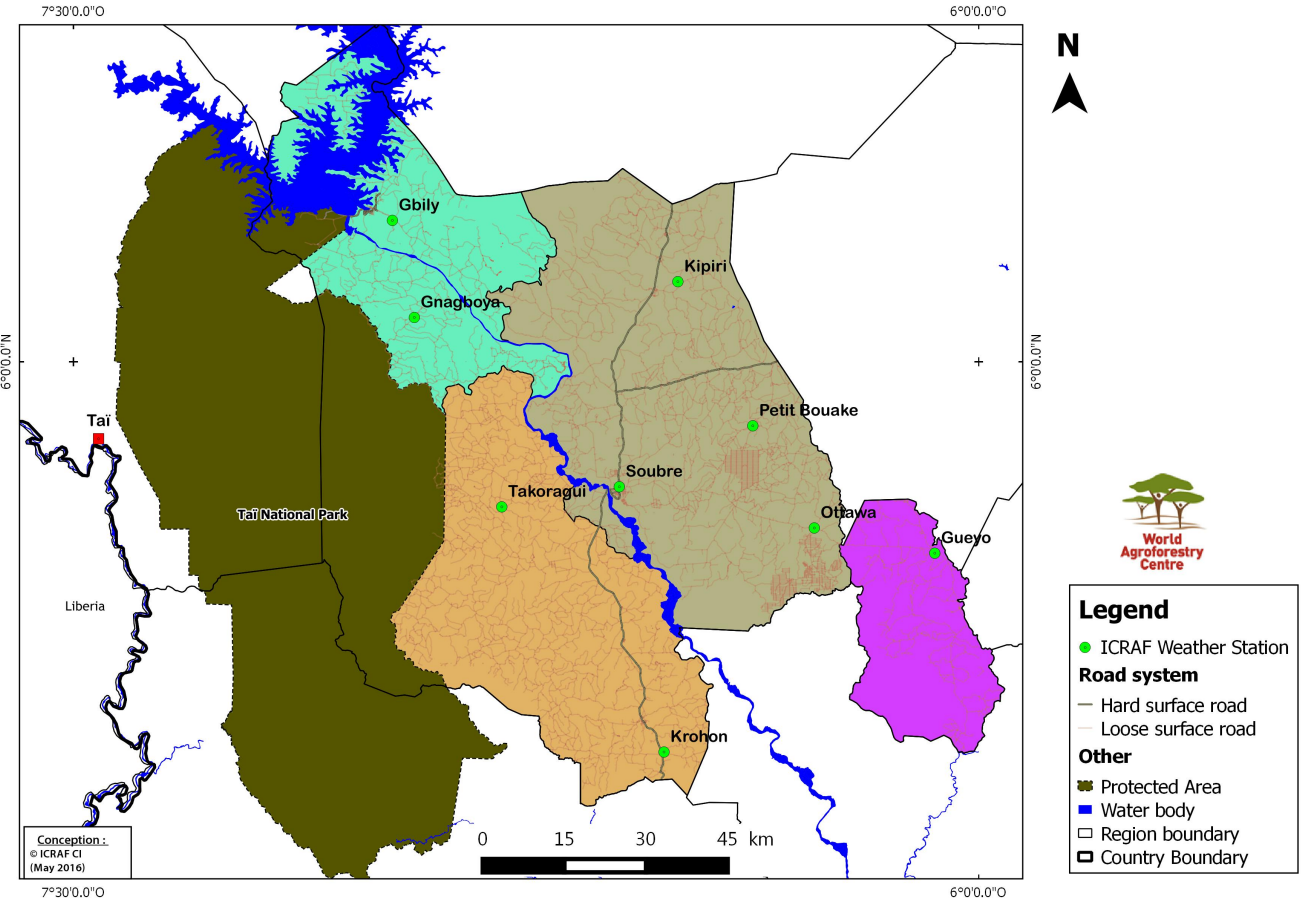 7°30'0.0"O
6°0'0.0"O
N
Gbily
Kipiri
Gnagboya
6°0'0.0"N
6°0'0.0"N
Petit Bouake
Taï
Soubre
Takoragui
Taï National Park
Ottawa
Gueyo
World
Agroforestry
Centre
Liberia
Legend
ICRAF Weather Station
Road system
Hard surface road
Loose surface road
Krohon
Other
Protected Area
Water body
Region boundary
Country Boundary
0 15 30 45 km
Conception :
© ICRAF CI
(May 2016)
7°30'0.0"O
6°0'0.0"O